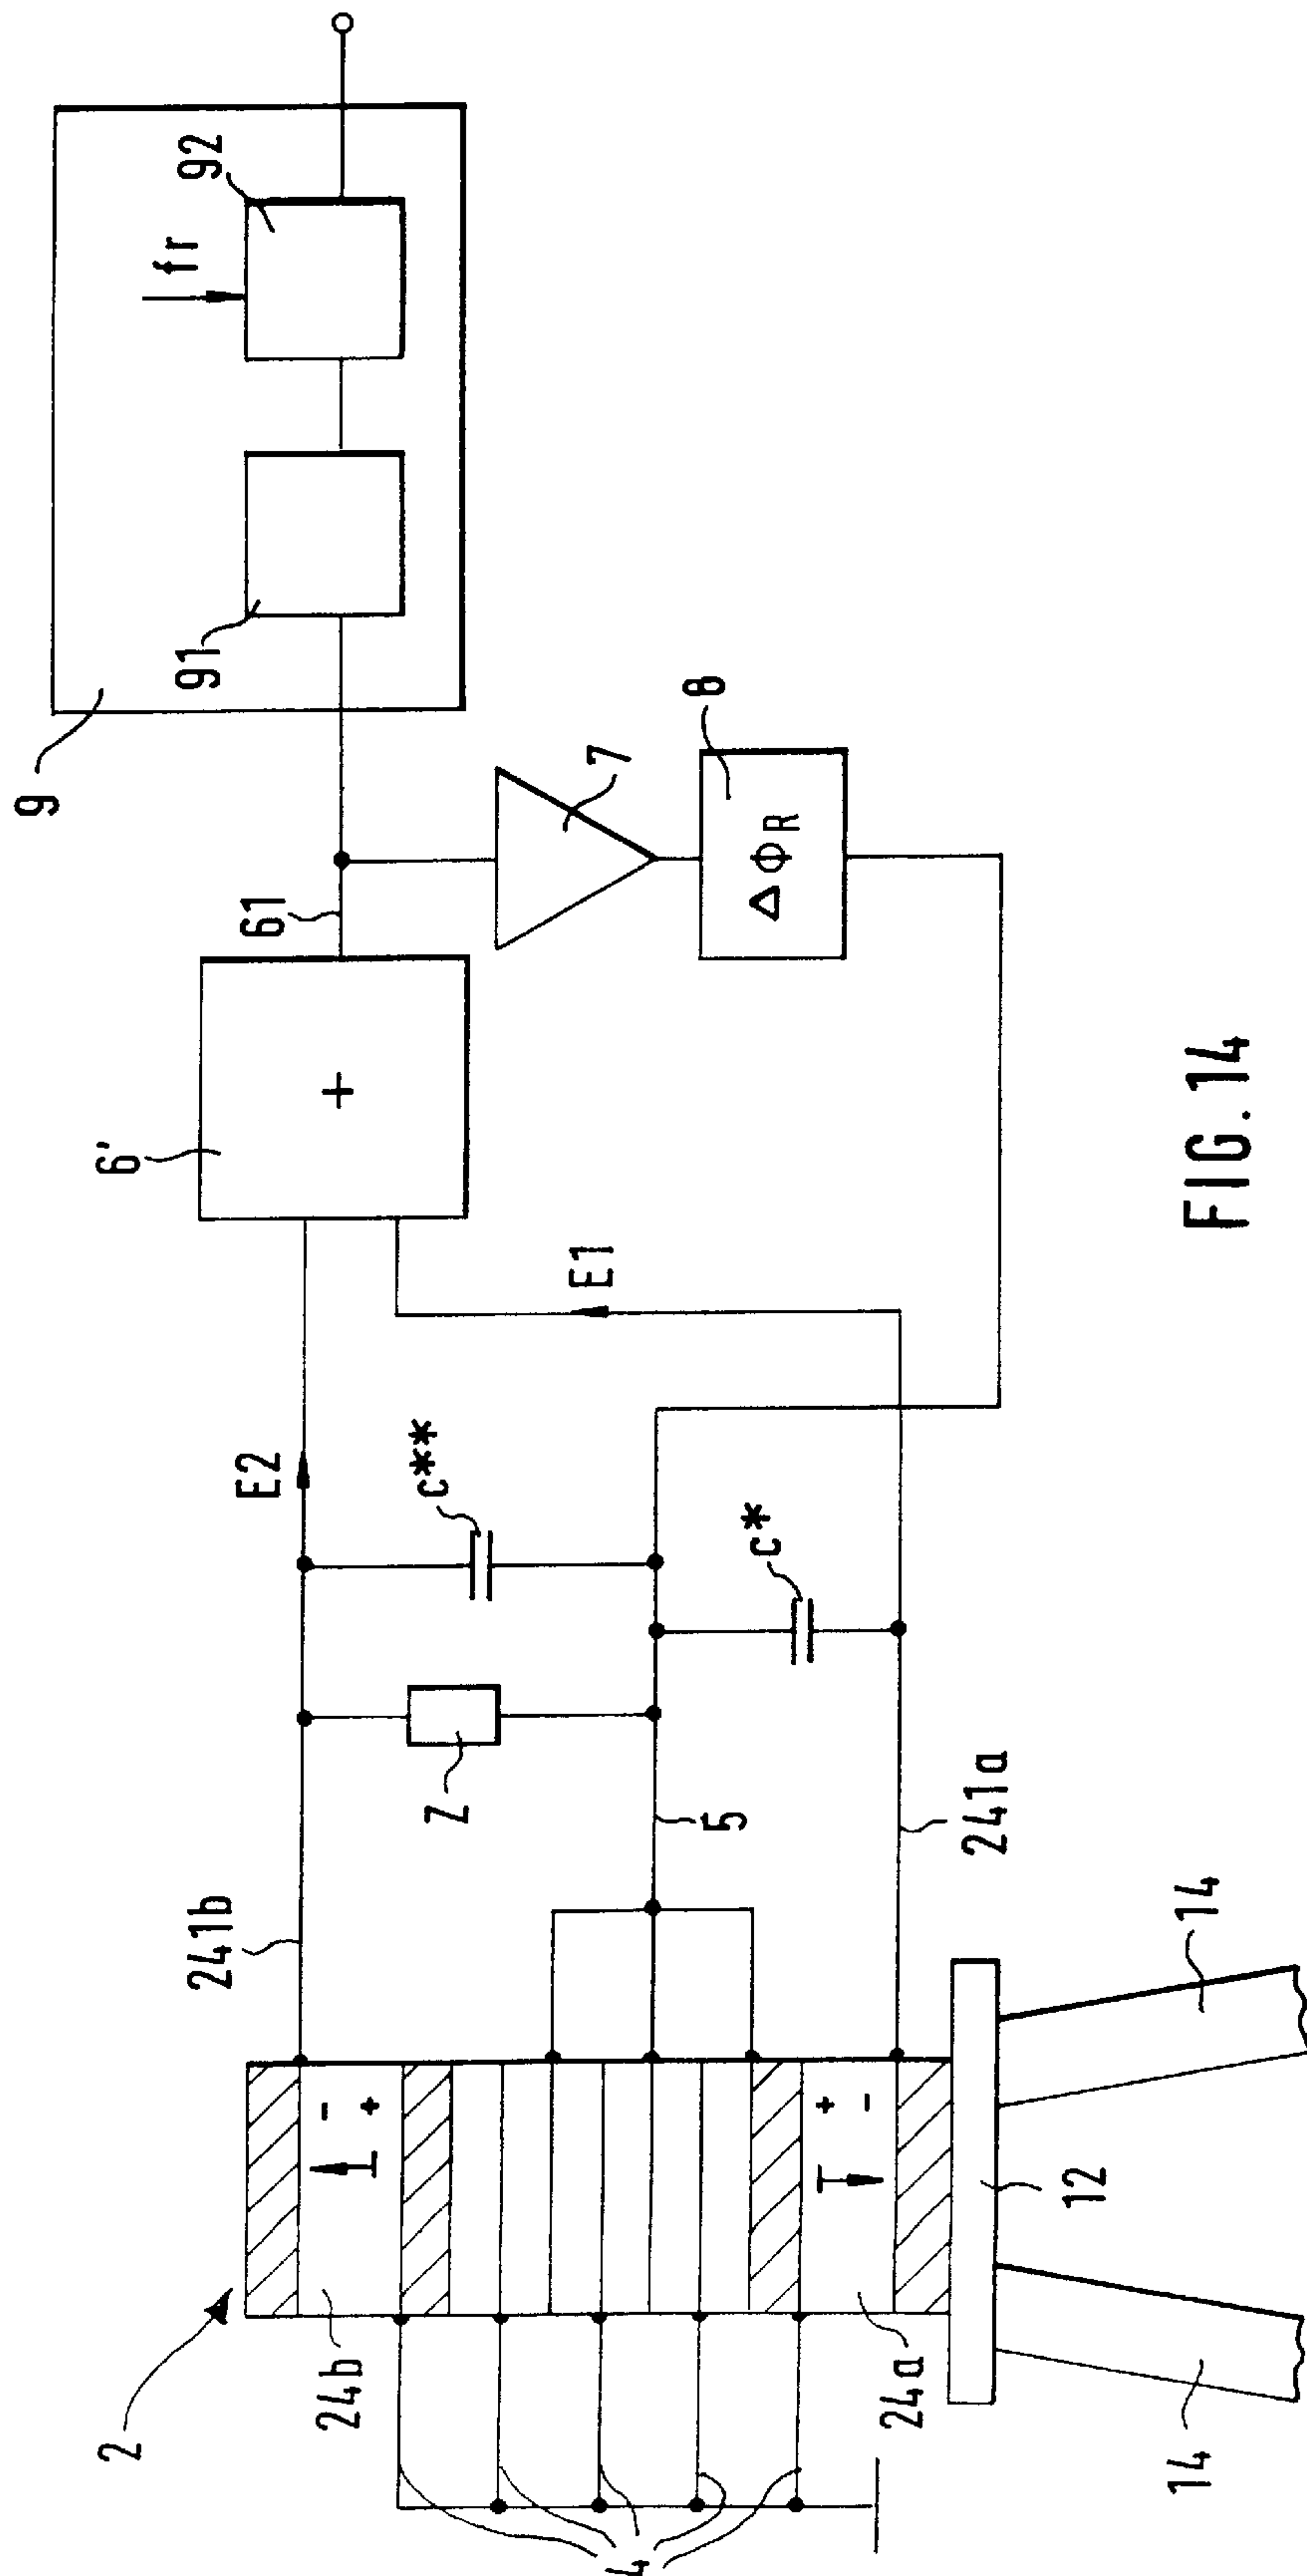 2
24b
4
24a
12
14
14
241b
Z
5
241a
E2
c**
c*
E1
6'
+
61
7
8
ΔΦR
9
91
92
fr
-
+
+
-
FIG. 14